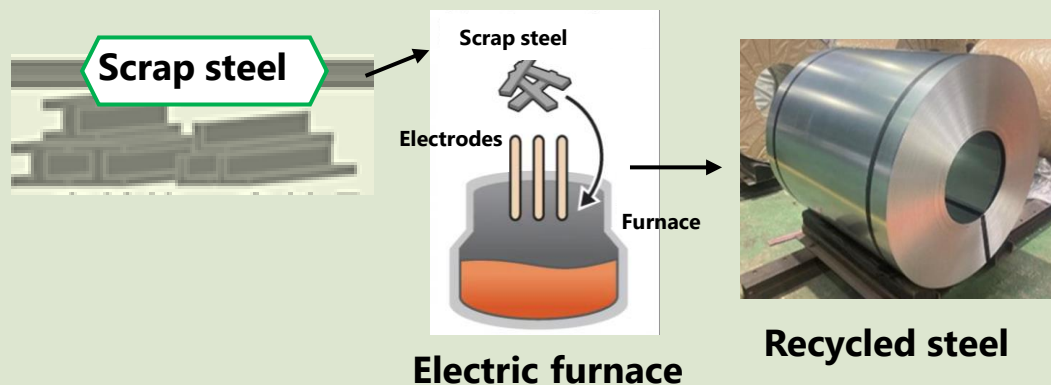 Scrap steel
Scrap steel
Electrodes
Furnace
Electric furnace
Recycled steel